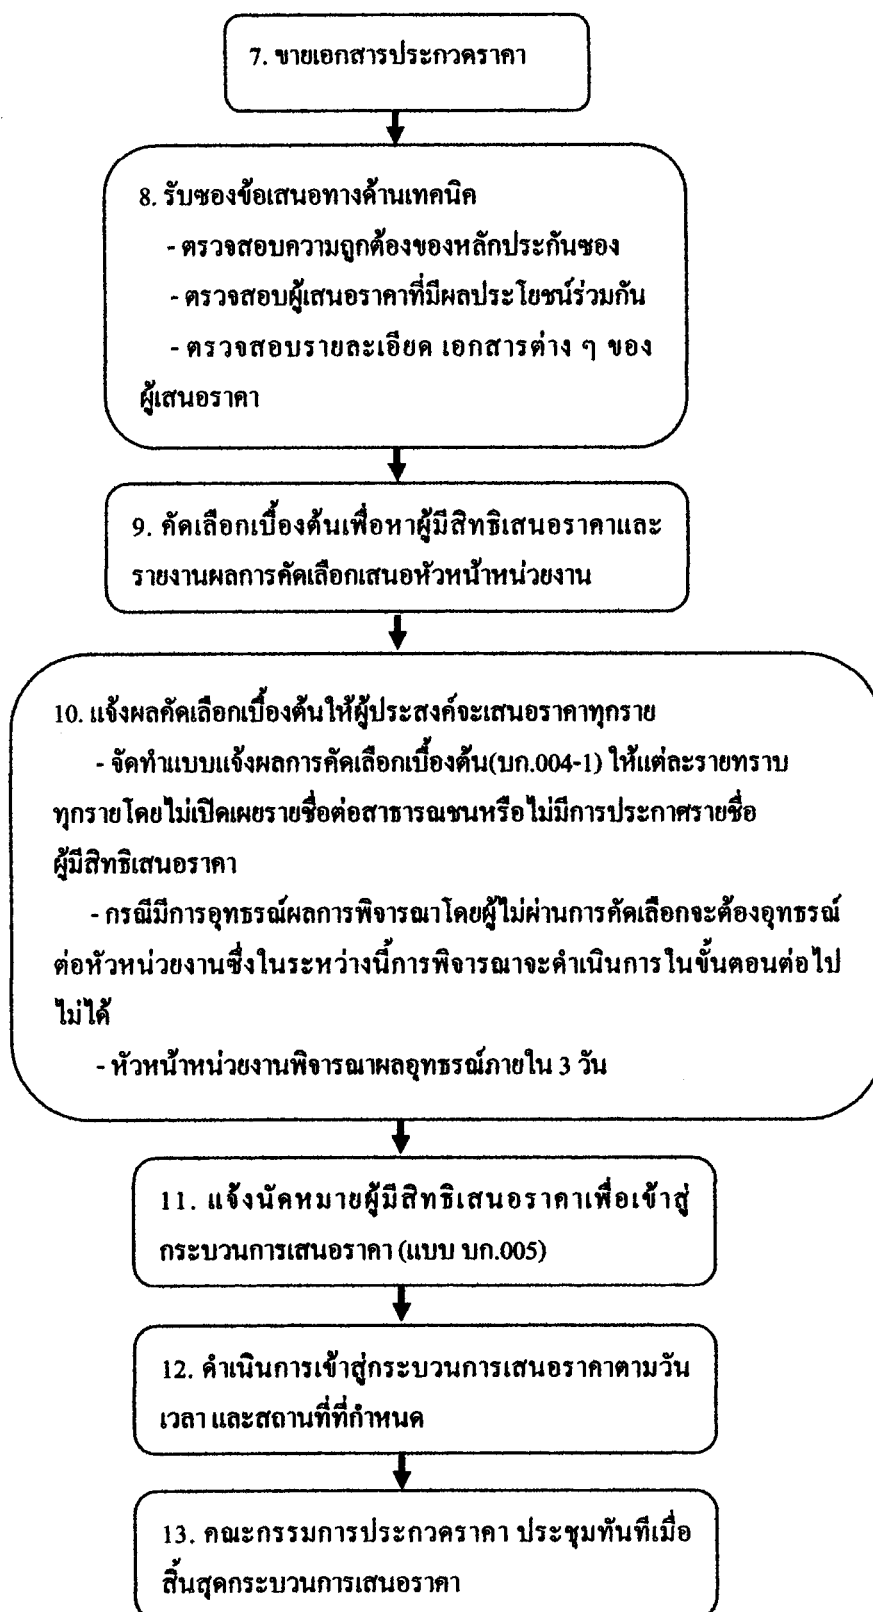 7. ขายเอกสารประกวดราคา
8. รับซองข้อเสนอทางด้านเทคนิค
- ตรวจสอบความถูกต้องของหลักประกันซอง
- ตรวจสอบผู้เสนอราคาที่มีผลประโยชน์ร่วมกัน
- ตรวจสอบรายละเอียด เอกสารต่าง ๆ ของ
ผู้เสนอราคา
9. คัดเลือกเบื้องต้นเพื่อหาผู้มีสิทธิเสนอราคาและ
รายงานผลการคัดเลือกเสนอหัวหน้าหน่วยงาน
10. แจ้งผลคัดเลือกเบื้องต้นให้ผู้ประสงค์จะเสนอราคาทุกราย
- จัดทำแบบแจ้งผลการคัดเลือกเบื้องต้น(บก.004-1) ให้แต่ละรายทราบ
ทุกรายโดยไม่เปิดเผยรายชื่อต่อสาธารณชนหรือไม่มีการประกาศรายชื่อ
ผู้มีสิทธิเสนอราคา
- กรณีมีการอุทธรณ์ผลการพิจารณาโดยผู้ไม่ผ่านการคัดเลือกจะต้องอุทธรณ์
ต่อหัวหน่วยงานซึ่งในระหว่างนี้การพิจารณาจะดำเนินการในขั้นตอนต่อไป
ไม่ได้
- หัวหน้าหน่วยงานพิจารณาผลอุทธรณ์ภายใน 3 วัน
11. แจ้งนัดหมายผู้มีสิทธิเสนอราคาเพื่อเข้าสู่
กระบวนการเสนอราคา (แบบ บก.005)
12. ดำเนินการเข้าสู่กระบวนการเสนอราคาตามวัน
เวลา และสถานที่ที่กำหนด
13. คณะกรรมการประกวดราคา ประชุมทันทีเมื่อ
สิ้นสุดกระบวนการเสนอราคา